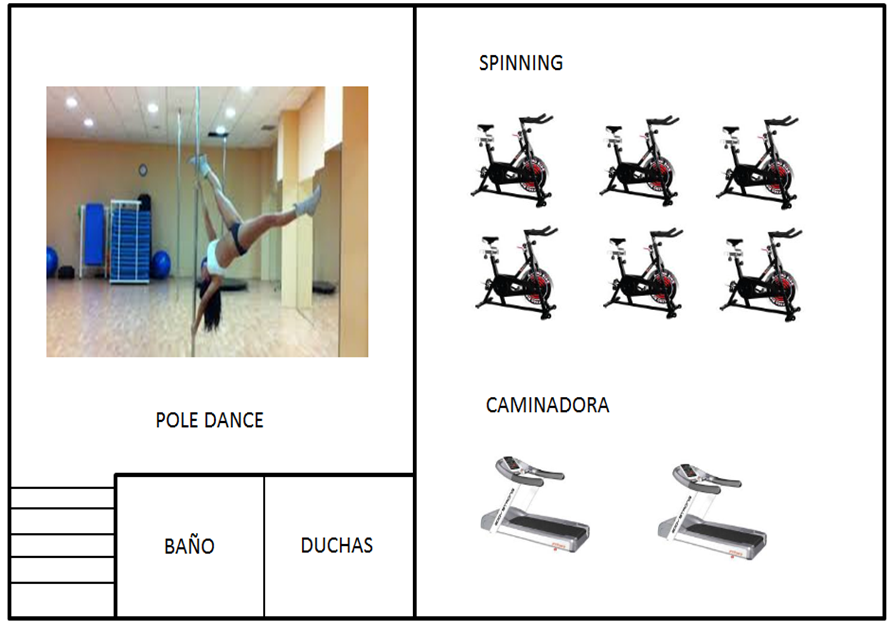 SPINNING
POLE DANCE
CAMINADORA
BAÑO
DUCHAS